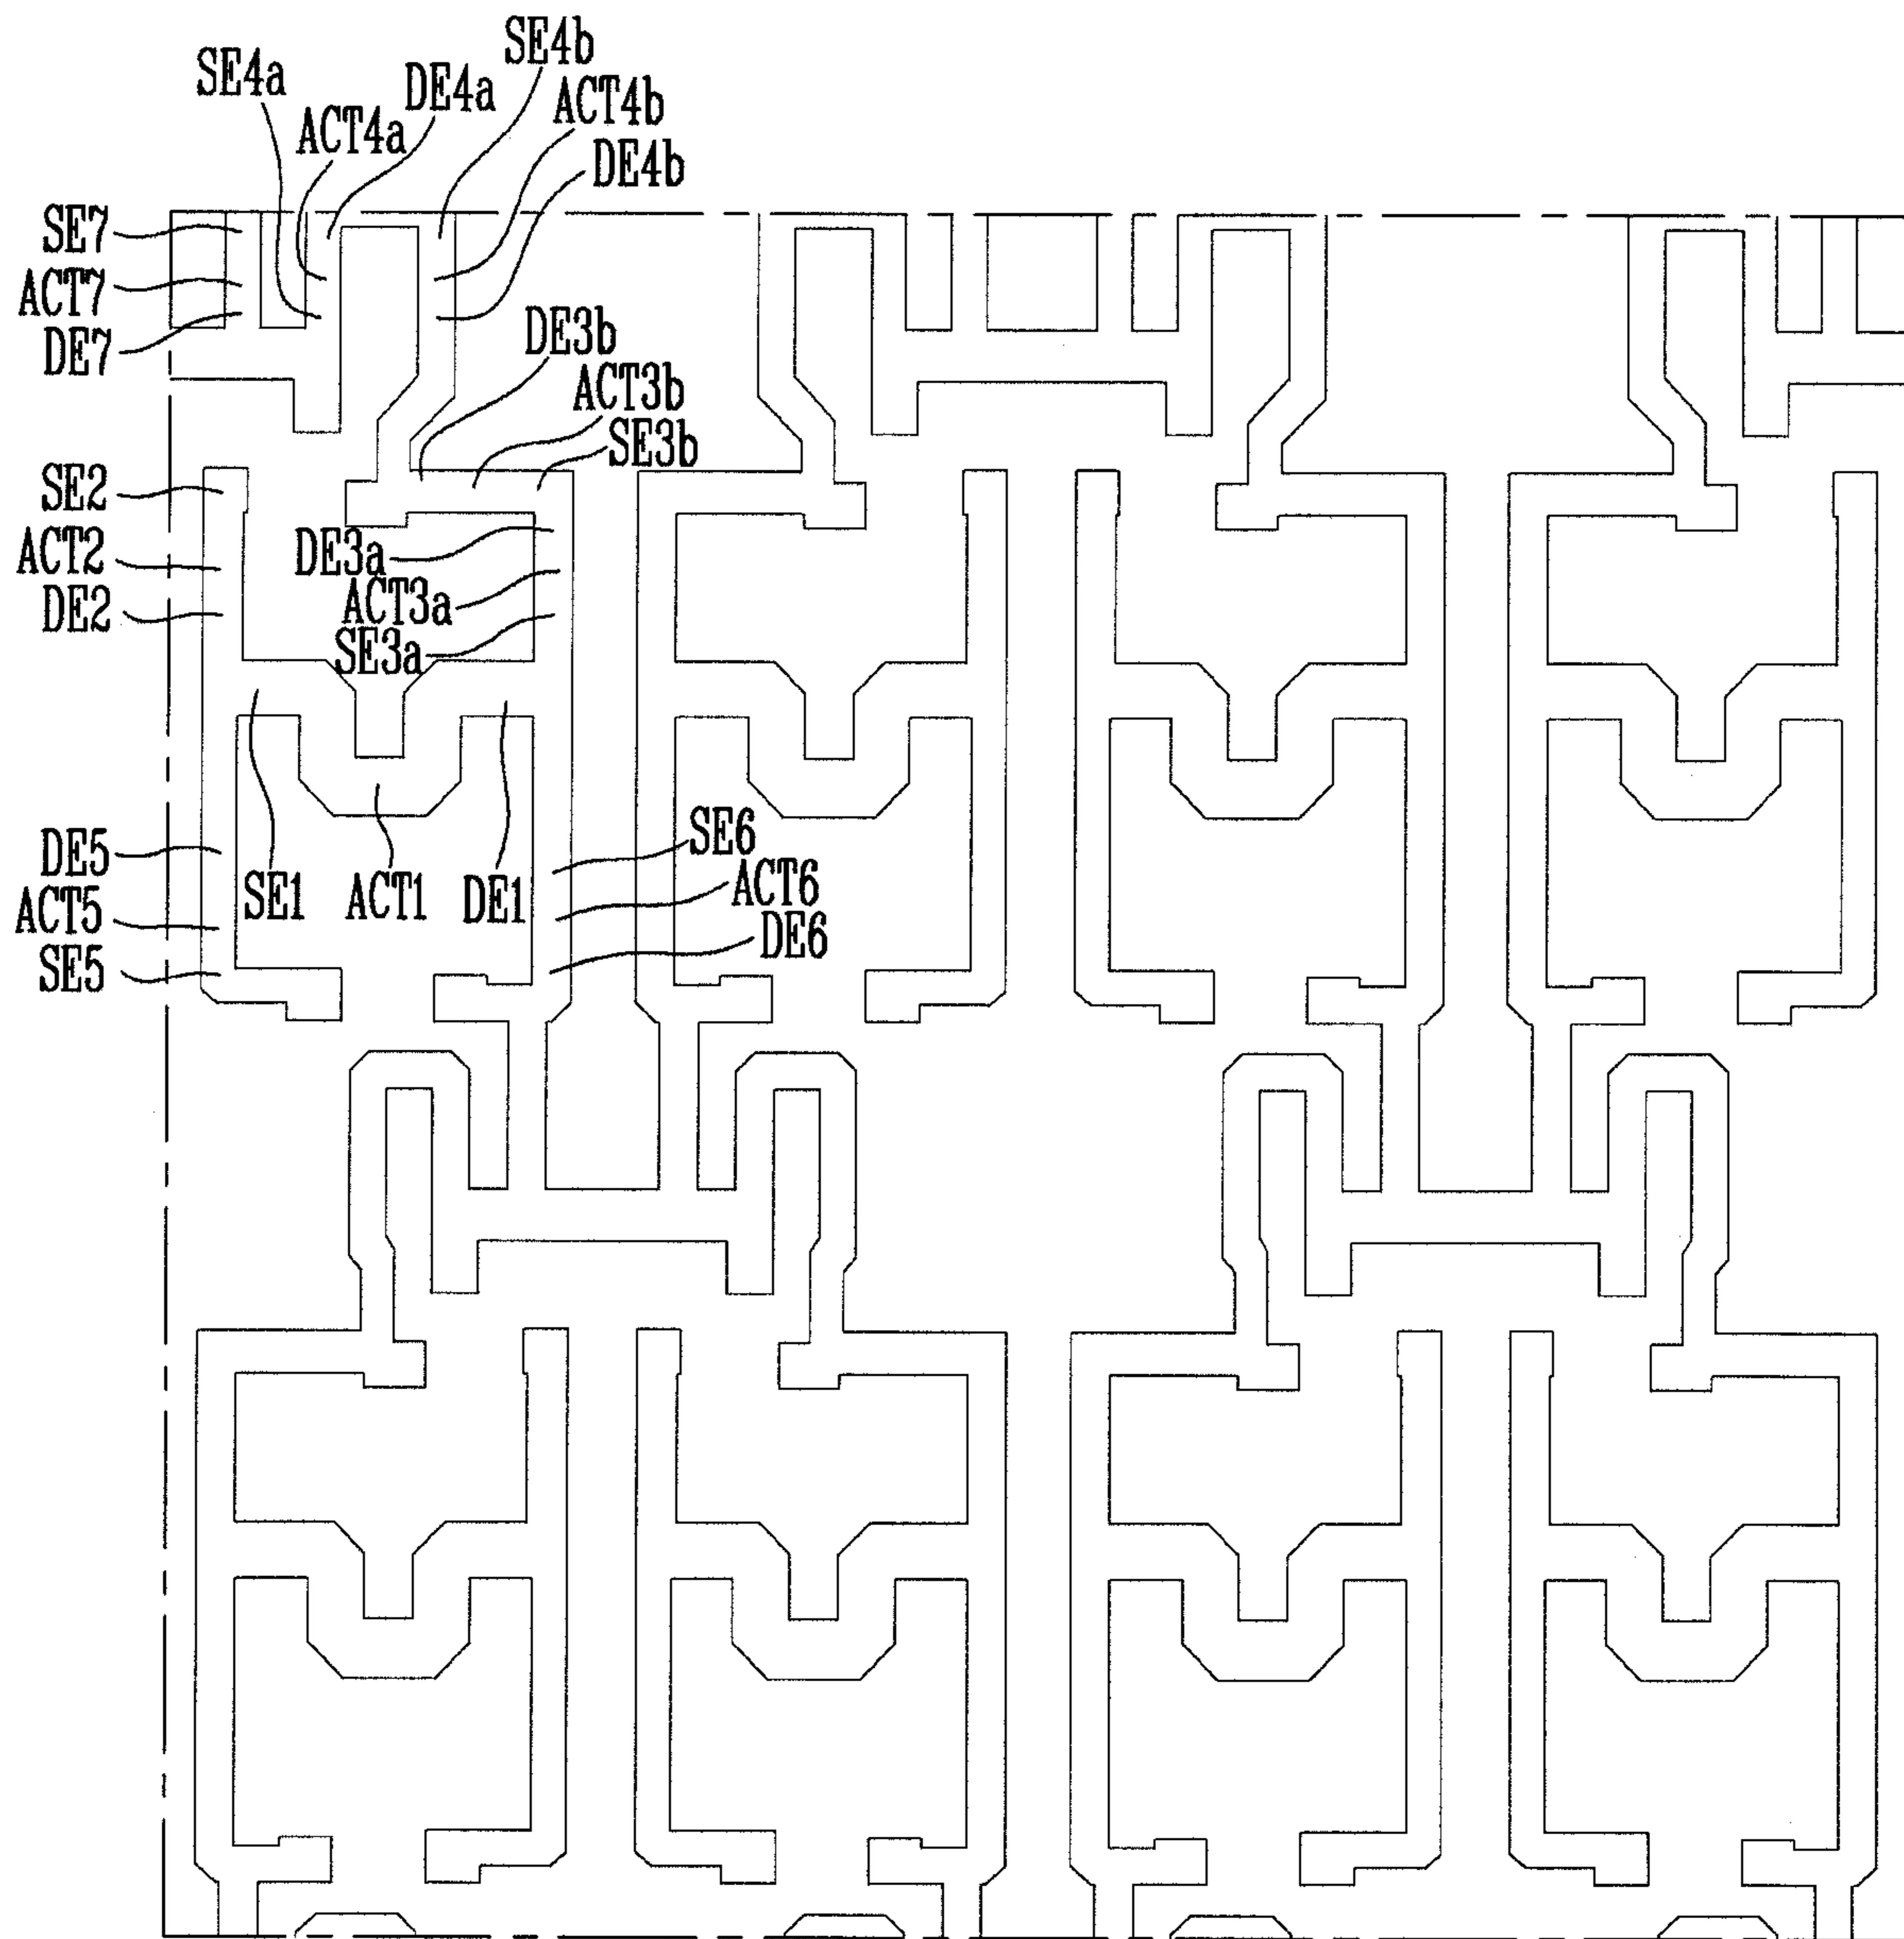 SE4b
SE4a
DE4a
ACT4b
ACT4a
DE4b
SE7
ACT7
DE7
DE3b
ACT3b
SE3b
SE2
ACT2
DE2
DE3a
ACT3a
SE3a
DE5
ACT5
SE5
SE1
ACT1
DE1
SE6
ACT6
DE6